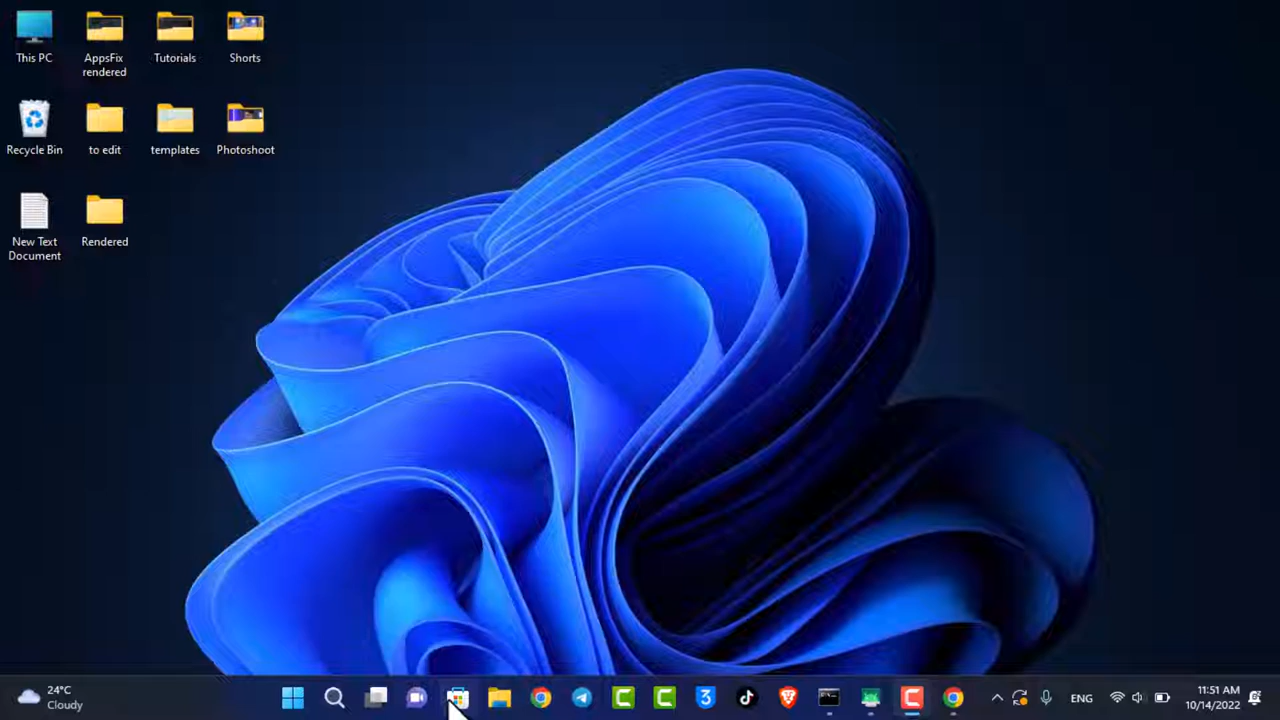 This PC
AppsFix
rendered
Tutorials
Shorts
Recycle Bin
to edit
templates
Photoshoot
New Text
Document
Rendered
24°C
Cloudy
3
ENG
11:51 AM
10/14/2022